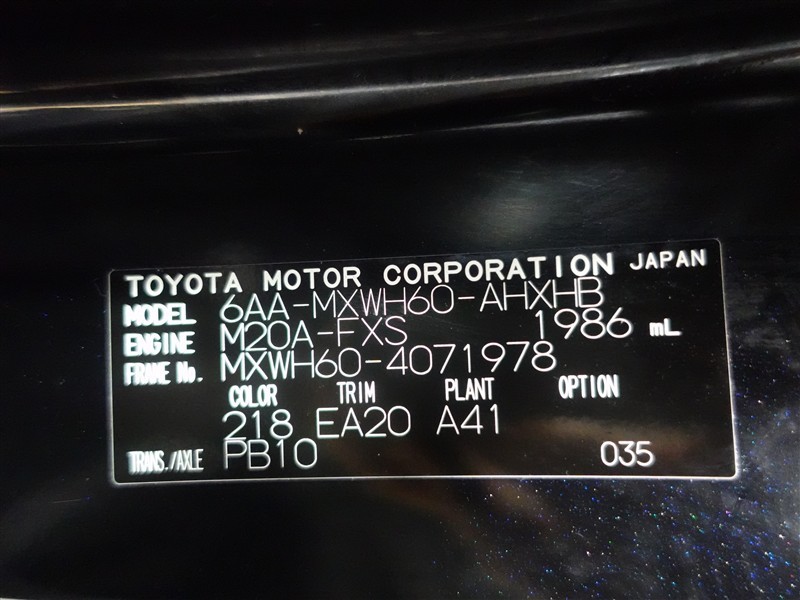 TOYOTA MOTOR CORPORATION JAPAN
MODEL 6AA-MXWH60-AHXHB
ENGINE M20A-FXS 1986 mL
FRAME No. MXWH60-4071978
COLOR TRIM PLANT OPTION
218 EA20 A41
TRANS./AXLE PB10 035